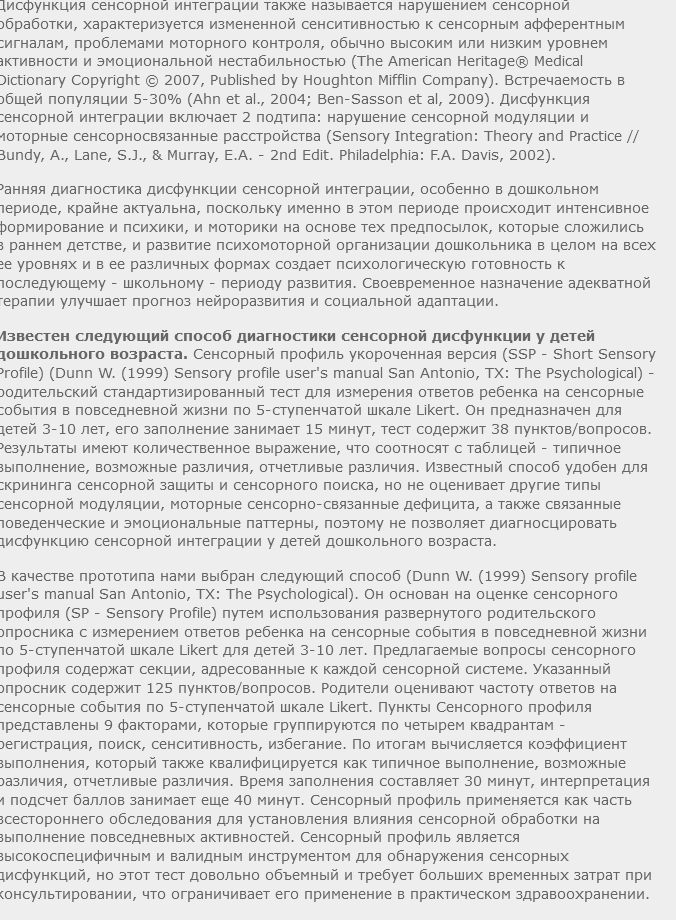 Дисфункция сенсорной интеграции также называется нарушением сенсорной
обработки, характеризуется измененной сенситивностью к сенсорным афферентным
сигналам, проблемами моторного контроля, обычно высоким или низким уровнем
активности и эмоциональной нестабильностью (The American Heritage® Medical
Dictionary Copyright © 2007, Published by Houghton Mifflin Company). Встречаемость в
общей популяции 5-30% (Ahn et al., 2004; Ben-Sasson et al, 2009). Дисфункция
сенсорной интеграции включает 2 подтипа: нарушение сенсорной модуляции и
моторные сенсорносвязанные расстройства (Sensory Integration: Theory and Practice //
Bundy, A., Lane, S.J., & Murray, E.A. - 2nd Edit. Philadelphia: F.A. Davis, 2002).
Ранняя диагностика дисфункции сенсорной интеграции, особенно в дошкольном
периоде, крайне актуальна, поскольку именно в этом периоде происходит интенсивное
формирование и психики, и моторики на основе тех предпосылок, которые сложились
в раннем детстве, и развитие психомоторной организации дошкольника в целом на всех
ее уровнях и в ее различных формах создает психологическую готовность к
последующему - школьному - периоду развития. Своевременное назначение адекватной
терапии улучшает прогноз нейроразвития и социальной адаптации.
Известен следующий способ диагностики сенсорной дисфункции у детей
дошкольного возраста. Сенсорный профиль укороченная версия (SSP - Short Sensory
Profile) (Dunn W. (1999) Sensory profile user's manual San Antonio, TX: The Psychological) -
родительский стандартизированный тест для измерения ответов ребенка на сенсорные
события в повседневной жизни по 5-ступенчатой шкале Likert. Он предназначен для
детей 3-10 лет, его заполнение занимает 15 минут, тест содержит 38 пунктов/вопросов.
Результаты имеют количественное выражение, что соотносят с таблицей - типичное
выполнение, возможные различия, отчетливые различия. Известный способ удобен для
скрининга сенсорной защиты и сенсорного поиска, но не оценивает другие типы
сенсорной модуляции, моторные сенсорно-связанные дефицита, а также связанные
поведенческие и эмоциональные паттерны, поэтому не позволяет диагносцировать
дисфункцию сенсорной интеграции у детей дошкольного возраста.
В качестве прототипа нами выбран следующий способ (Dunn W. (1999) Sensory profile
user's manual San Antonio, TX: The Psychological). Он основан на оценке сенсорного
профиля (SP - Sensory Profile) путем использования развернутого родительского
опросника с измерением ответов ребенка на сенсорные события в повседневной жизни
по 5-ступенчатой шкале Likert для детей 3-10 лет. Предлагаемые вопросы сенсорного
профиля содержат секции, адресованные к каждой сенсорной системе. Указанный
опросник содержит 125 пунктов/вопросов. Родители оценивают частоту ответов на
сенсорные события по 5-ступенчатой шкале Likert. Пункты Сенсорного профиля
представлены 9 факторами, которые группируются по четырем квадрантам -
регистрация, поиск, сенситивность, избегание. По итогам вычисляется коэффициент
выполнения, который также квалифицируется как типичное выполнение, возможные
различия, отчетливые различия. Время заполнения составляет 30 минут, интерпретация
и подсчет баллов занимает еще 40 минут. Сенсорный профиль применяется как часть
всестороннего обследования для установления влияния сенсорной обработки на
выполнение повседневных активностей. Сенсорный профиль является
высокоспецифичным и валидным инструментом для обнаружения сенсорных
дисфункций, но этот тест довольно объемный и требует больших временных затрат при
консультировании, что ограничивает его применение в практическом здравоохранении.